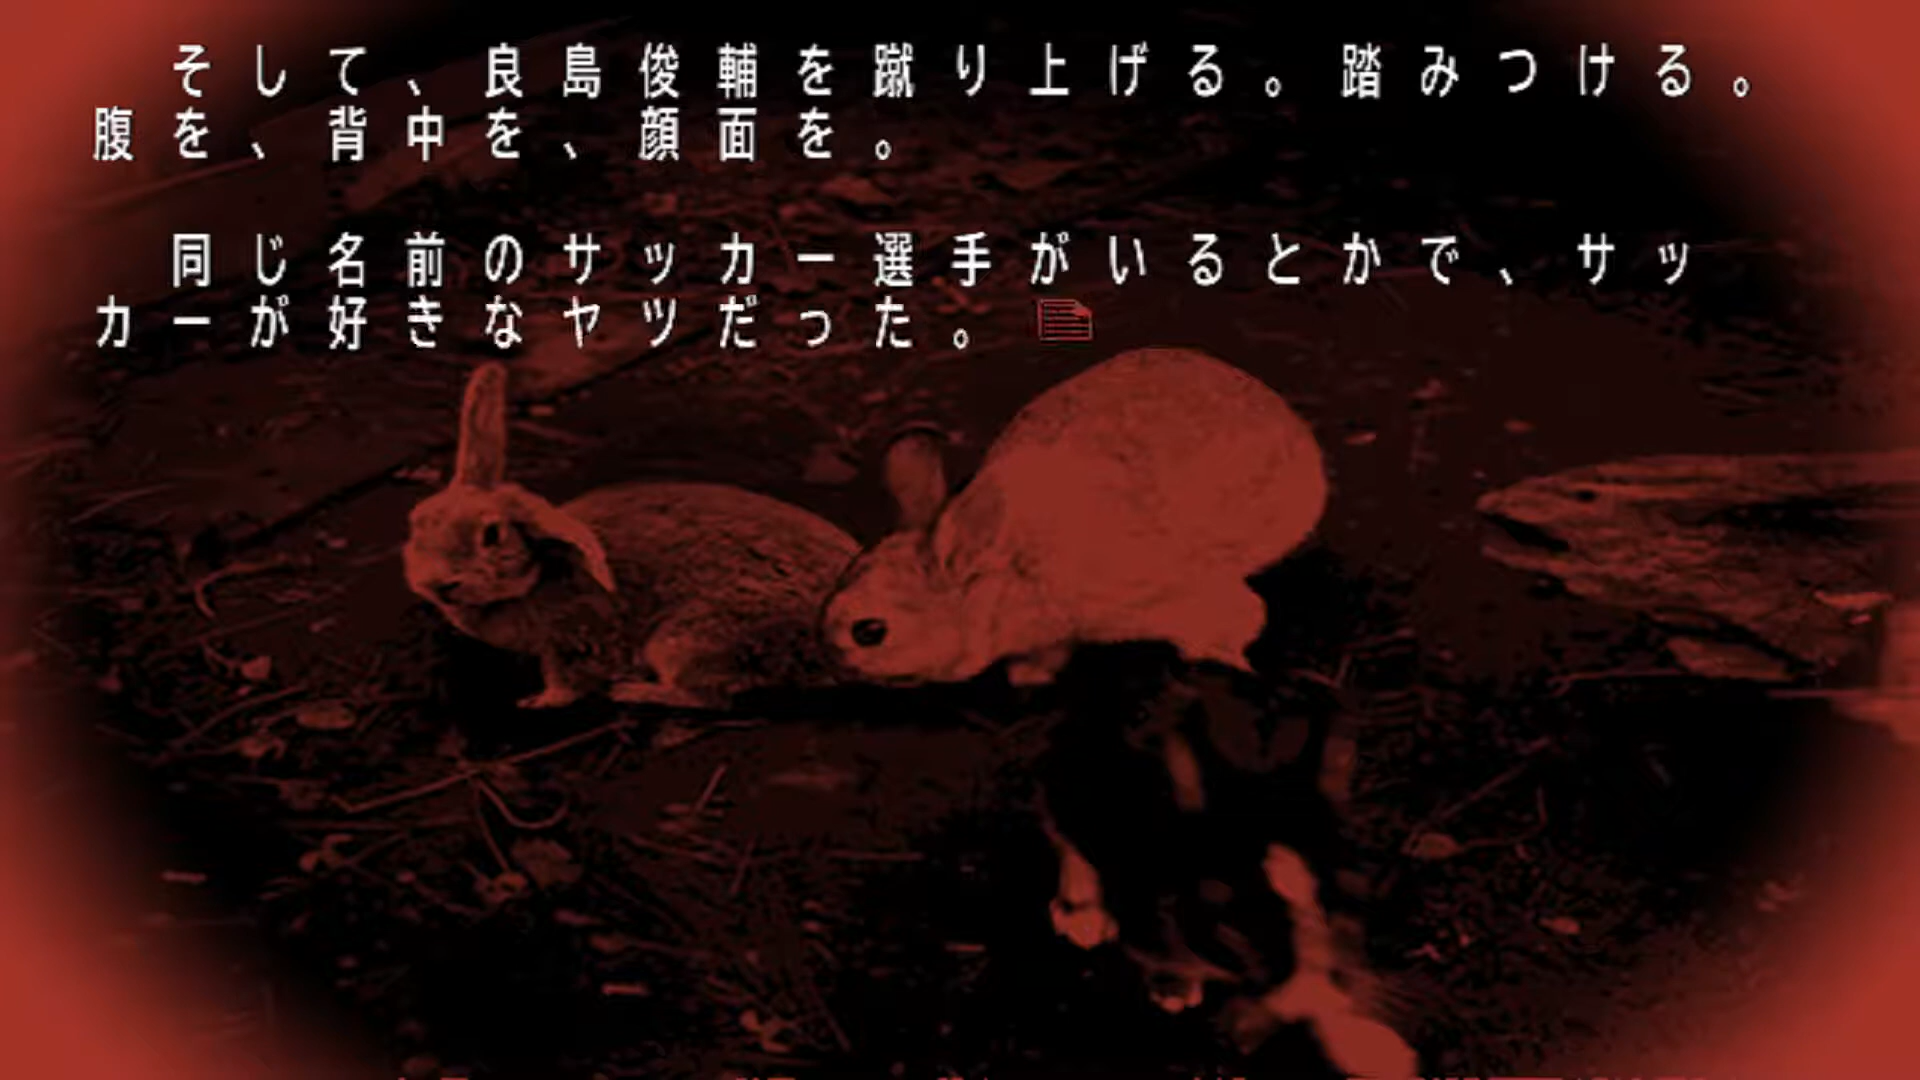 そして、良島俊輔を蹴り上げる。踏みつける。
腹を、背中を、顔面を。
同じ名前のサッカー選手がいるとかで、サッ
カーが好きなヤツだった。